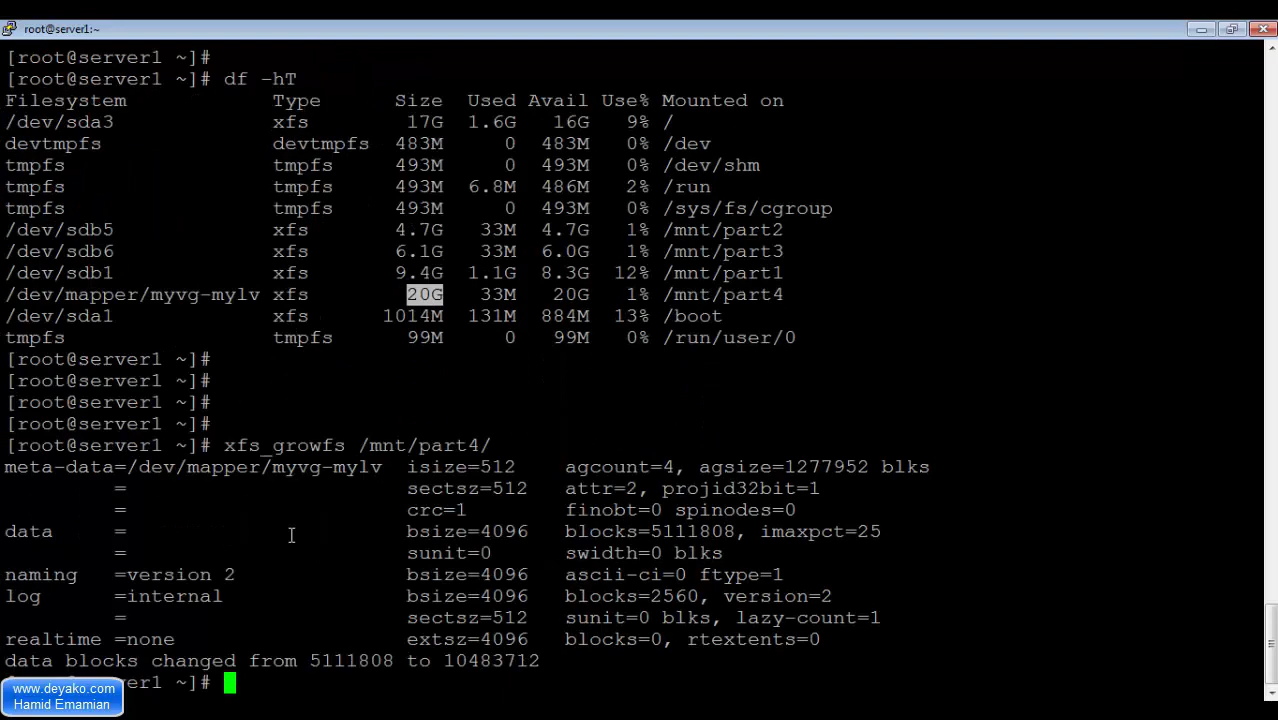 root@server1:~
[root@server1 ~]#
[root@server1 ~]# df -hT
Filesystem Type Size Used Avail Use% Mounted on
/dev/sda3 xfs 17G 1.6G 16G 9% /
devtmpfs devtmpfs 483M 0 483M 0% /dev
tmpfs tmpfs 493M 0 493M 0% /dev/shm
tmpfs tmpfs 493M 6.8M 486M 2% /run
tmpfs tmpfs 493M 0 493M 0% /sys/fs/cgroup
/dev/sdb5 xfs 4.7G 33M 4.7G 1% /mnt/part2
/dev/sdb6 xfs 6.1G 33M 6.0G 1% /mnt/part3
/dev/sdb1 xfs 9.4G 1.1G 8.3G 12% /mnt/part1
/dev/mapper/myvg-mylv xfs 20G 33M 20G 1% /mnt/part4
/dev/sda1 xfs 1014M 131M 884M 13% /boot
tmpfs tmpfs 99M 0 99M 0% /run/user/0
[root@server1 ~]#
[root@server1 ~]#
[root@server1 ~]#
[root@server1 ~]#
[root@server1 ~]# xfs_growfs /mnt/part4/
meta-data=/dev/mapper/myvg-mylv isize=512 agcount=4, agsize=1277952 blks
= sectsz=512 attr=2, projid32bit=1
= crc=1 finobt=0 spinodes=0
data = bsize=4096 blocks=5111808, imaxpct=25
= sunit=0 swidth=0 blks
naming =version 2 bsize=4096 ascii-ci=0 ftype=1
log =internal bsize=4096 blocks=2560, version=2
= sectsz=512 sunit=0 blks, lazy-count=1
realtime =none extsz=4096 blocks=0, rtextents=0
data blocks changed from 5111808 to 10483712
server1 ~]#
www.deyako.com
Hamid Emamian